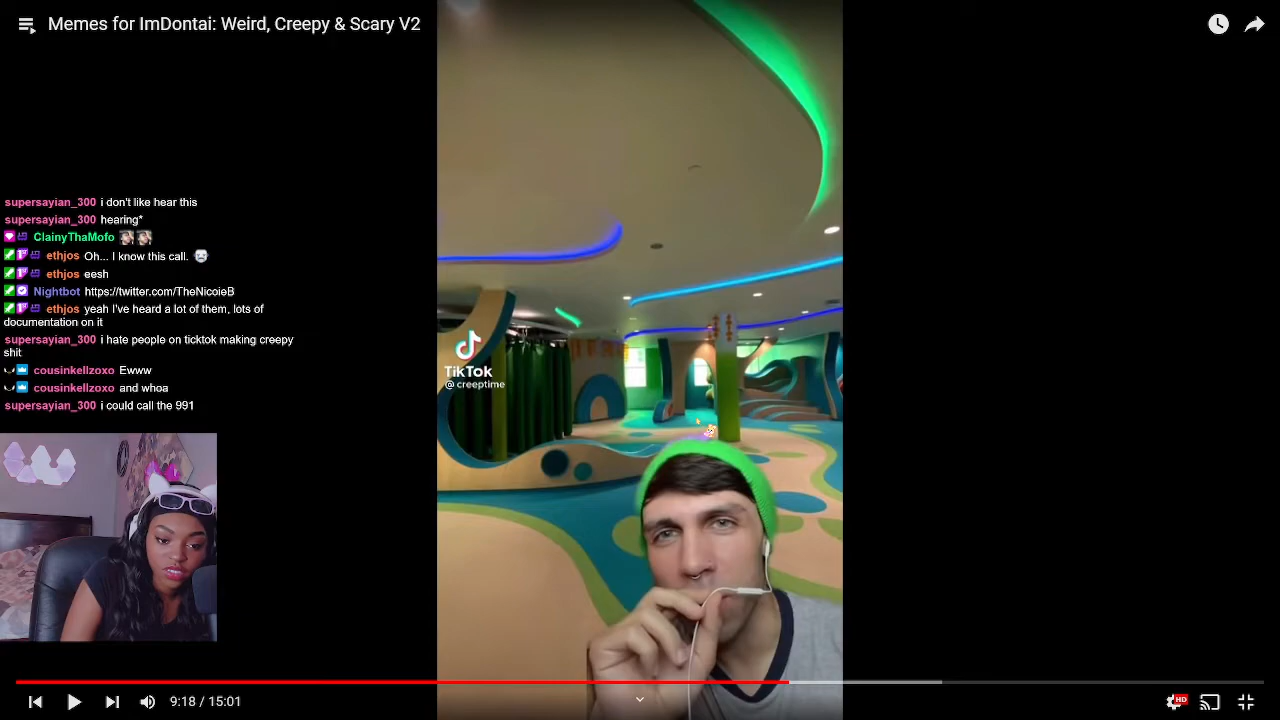 Memes for ImDontai: Weird, Creepy & Scary V2
supersayian_300 i don't like hear this
supersayian_300 hearing*
ClainyThaMofo
ethjos Oh... I know this call.
ethjos eesh
Nightbot https://twitter.com/TheNicoieB
ethjos yeah I've heard a lot of them, lots of
documentation on it
supersayian_300 i hate people on ticktok making creepy
shit
cousinkellzoxo Ewww
cousinkellzoxo and whoa
supersayian_300 i could call the 991
TikTok
@creeptime
9:18 / 15:01
HD